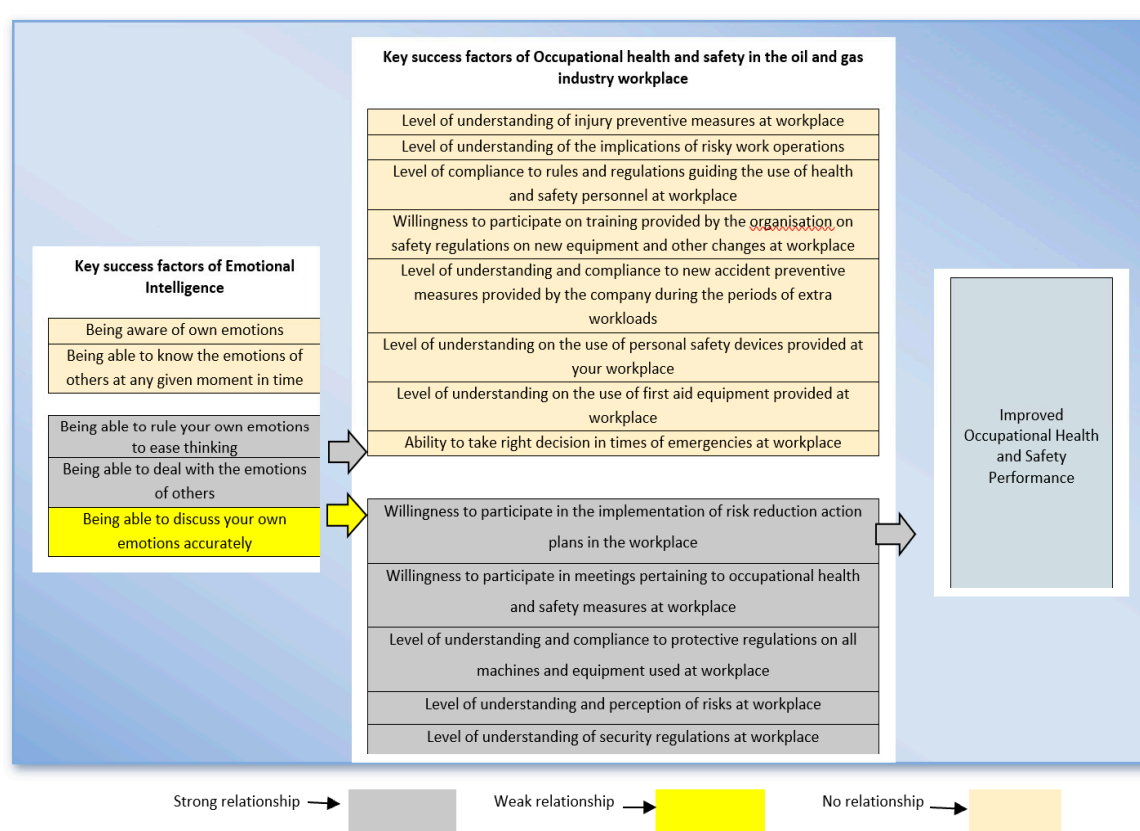 Key success factors of Occupational health and safety in the oil and gas
industry workplace
Level of understanding of injury preventive measures at workplace
Level of understanding of the implications of risky work operations
Level of compliance to rules and regulations guiding the use of health
and safety personnel at workplace
Willingness to participate on training provided by the organisation on
safety regulations on new equipment and other changes at workplace
Level of understanding and compliance to new accident preventive
measures provided by the company during the periods of extra
workloads
Level of understanding on the use of personal safety devices provided at
your workplace
Level of understanding on the use of first aid equipment provided at
workplace
Ability to take right decision in times of emergencies at workplace
Willingness to participate in the implementation of risk reduction action
plans in the workplace
Willingness to participate in meetings pertaining to occupational health
and safety measures at workplace
Level of understanding and compliance to protective regulations on all
machines and equipment used at workplace
Level of understanding and perception of risks at workplace
Level of understanding of security regulations at workplace
Key success factors of Emotional
Intelligence
Being aware of own emotions
Being able to know the emotions of
others at any given moment in time
Being able to rule your own emotions
to ease thinking
Being able to deal with the emotions
of others
Being able to discuss your own
emotions accurately
Improved
Occupational Health
and Safety
Performance
Strong relationship
Weak relationship
No relationship